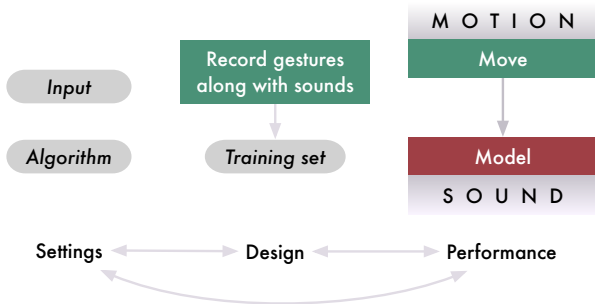 MOTION
Record gestures
along with sounds
Move
Input
Algorithm
Training set
Model
SOUND
Settings
Design
Performance